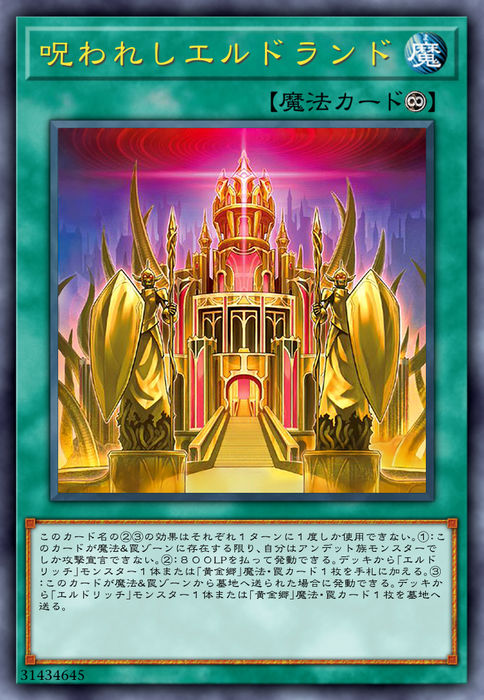 呪われしエルドランド
魔
【魔法カード∞】
このカード名の②③の効果はそれぞれ1ターンに1度しか使用できない。①:こ
のカードが魔法&罠ゾーンに存在する限り、自分はアンデット族モンスターで
しか攻撃宣言できない。②:800LPを払って発動できる。デッキから「エルド
リッチ」モンスター1体または「黄金郷」魔法・罠カード1枚を手札に加える。③
:このカードが魔法&罠ゾーンから墓地へ送られた場合に発動できる。デッキか
ら「エルドリッチ」モンスター1体または「黄金郷」魔法・罠カード1枚を墓地へ
送る。
31434645